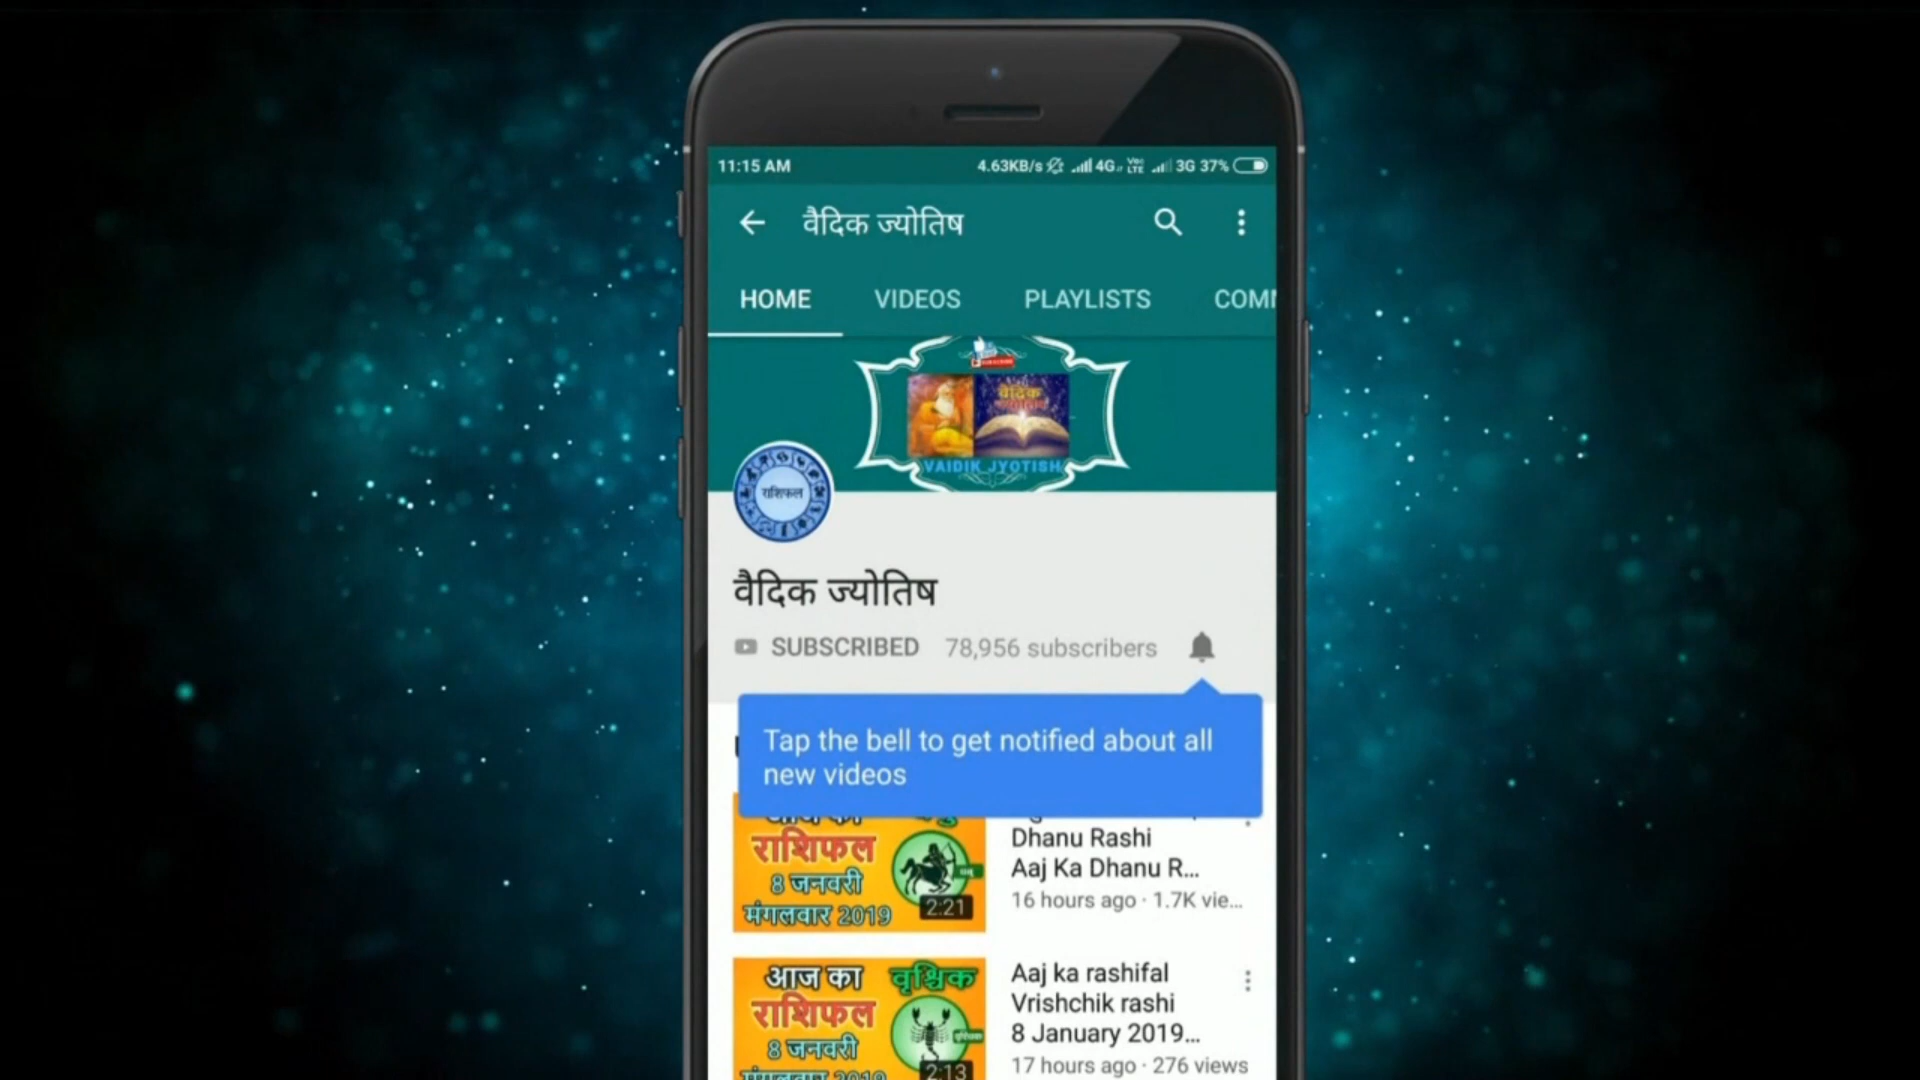 11:15 AM
4.63KB/s 4G VoLTE 3G 37%
वैदिक ज्योतिष
HOME VIDEOS PLAYLISTS COMM
वैदिक
VAIDIK JYOTISH
राशिफल
वैदिक ज्योतिष
SUBSCRIBED 78,956 subscribers
Tap the bell to get notified about all
new videos
राशिफल
8 जनवरी
मंगलवार 2019
2:21
Dhanu Rashi
Aaj Ka Dhanu R...
16 hours ago · 1.7K vie...
आज का वृश्चिक
राशिफल
8 जनवरी
2:13
Aaj ka rashifal
Vrishchik rashi
8 January 2019...
17 hours ago · 276 views